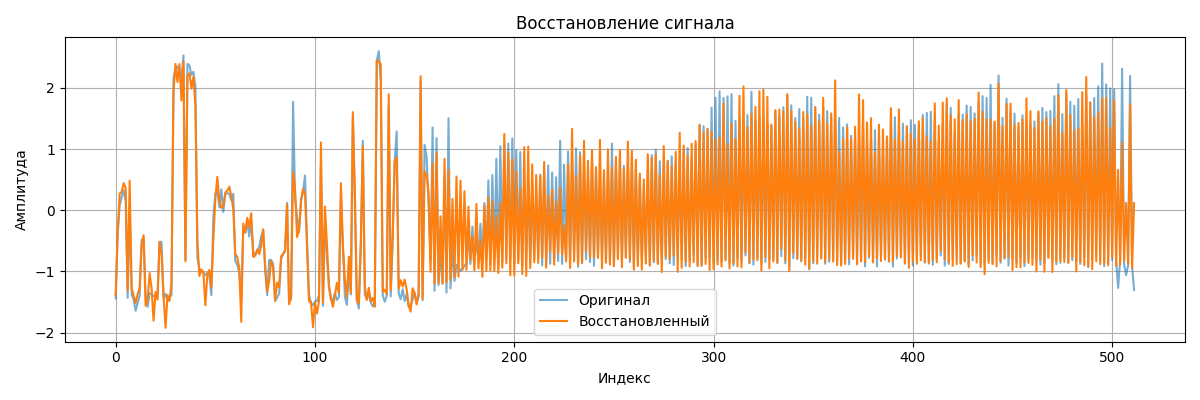 Восстановление сигнала
Амплитуда
2
1
0
−1
−2
Оригинал
Восстановленный
0
100
200
300
400
500
Индекс